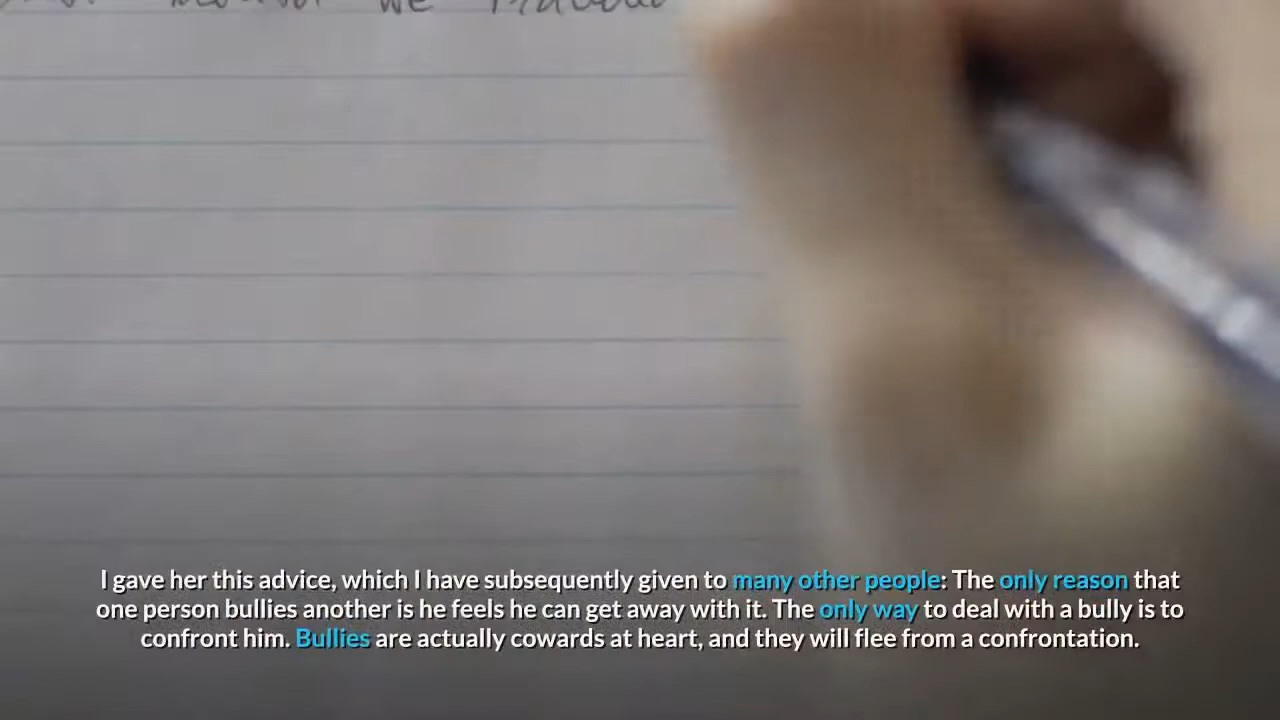 we
I gave her this advice, which I have subsequently given to many other people: The only reason that
one person bullies another is he feels he can get away with it. The only way to deal with a bully is to
confront him. Bullies are actually cowards at heart, and they will flee from a confrontation.